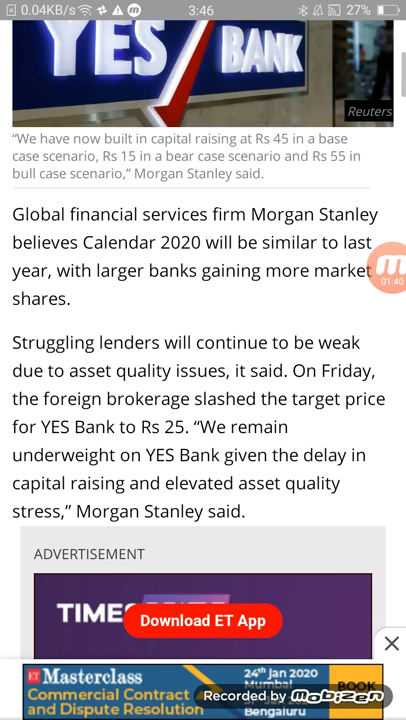 0.04KB/s
3:46
27%
YES BANK
Reuters
“We have now built in capital raising at Rs 45 in a base
case scenario, Rs 15 in a bear case scenario and Rs 55 in
bull case scenario,” Morgan Stanley said.
Global financial services firm Morgan Stanley
believes Calendar 2020 will be similar to last
year, with larger banks gaining more market
shares.
01:40
Struggling lenders will continue to be weak
due to asset quality issues, it said. On Friday,
the foreign brokerage slashed the target price
for YES Bank to Rs 25. “We remain
underweight on YES Bank given the delay in
capital raising and elevated asset quality
stress,” Morgan Stanley said.
ADVERTISEMENT
TIMES
Download ET App
ET Masterclass
Commercial Contract
and Dispute Resolution
24th Jan 2020
Mumbai
Bengaluru
BOOK
Recorded by Mobizen